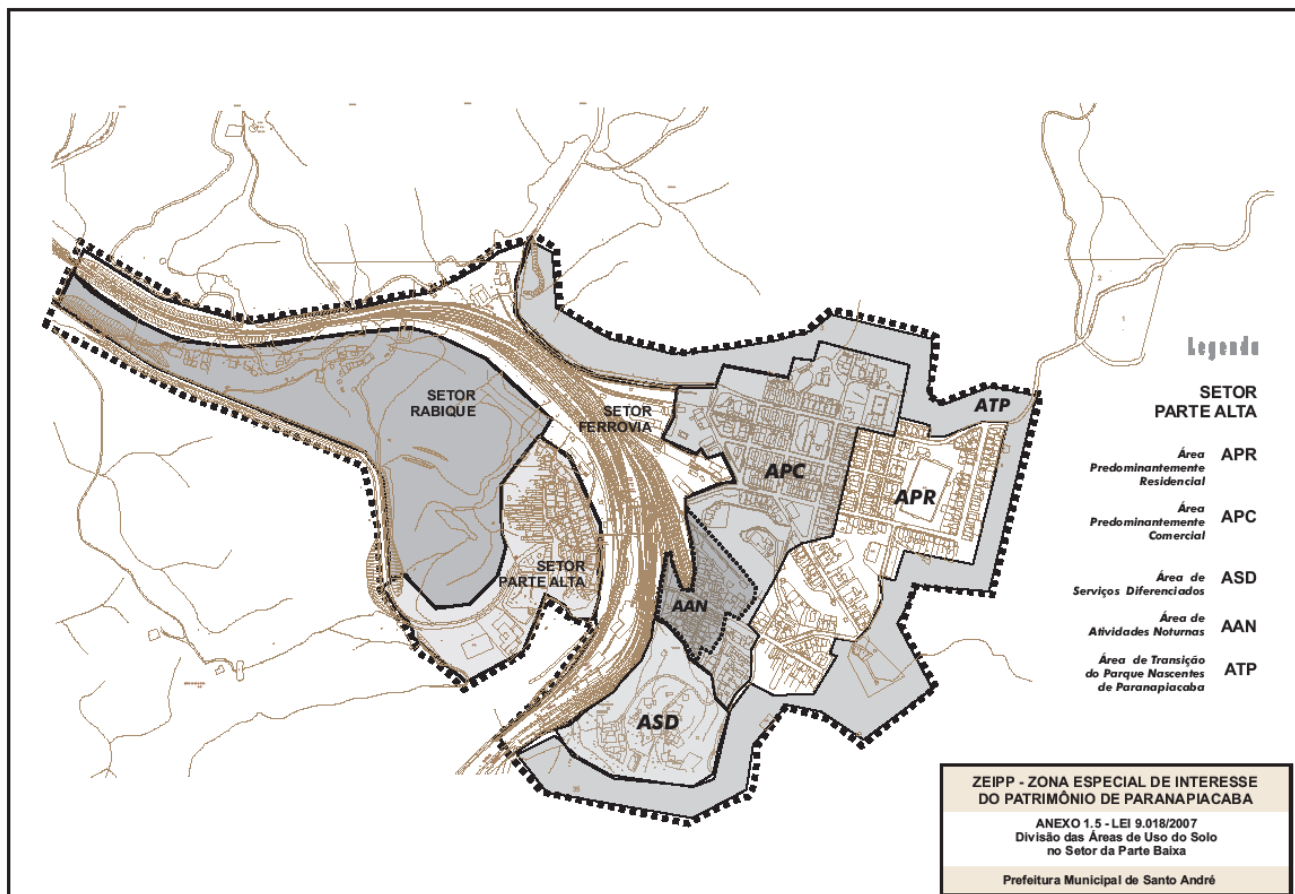 SETOR
RABIQUE
SETOR
FERROVIA
SETOR
PARTE ALTA
ATP
APC
APR
AAN
ASD
Legenda
SETOR
PARTE ALTA
Área
Predominantemente
Residencial
APR
Área
Predominantemente
Comercial
APC
Área de
Serviços Diferenciados
ASD
Área de
Atividades Noturnas
AAN
Área de Transição
do Parque Nascentes
de Paranapiacaba
ATP
ZEIPP - ZONA ESPECIAL DE INTERESSE
DO PATRIMÔNIO DE PARANAPIACABA
ANEXO 1.5 - LEI 9.018/2007
Divisão das Áreas de Uso do Solo
no Setor da Parte Baixa
Prefeitura Municipal de Santo André